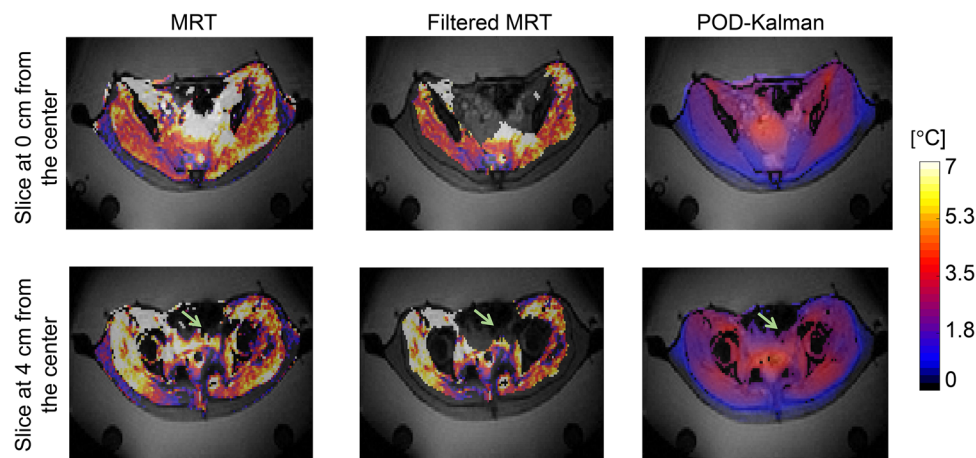 MRT
Filtered MRT
POD-Kalman
Slice at 0 cm from
the center
[°C]
7
5.3
3.5
1.8
0
Slice at 4 cm from
the center